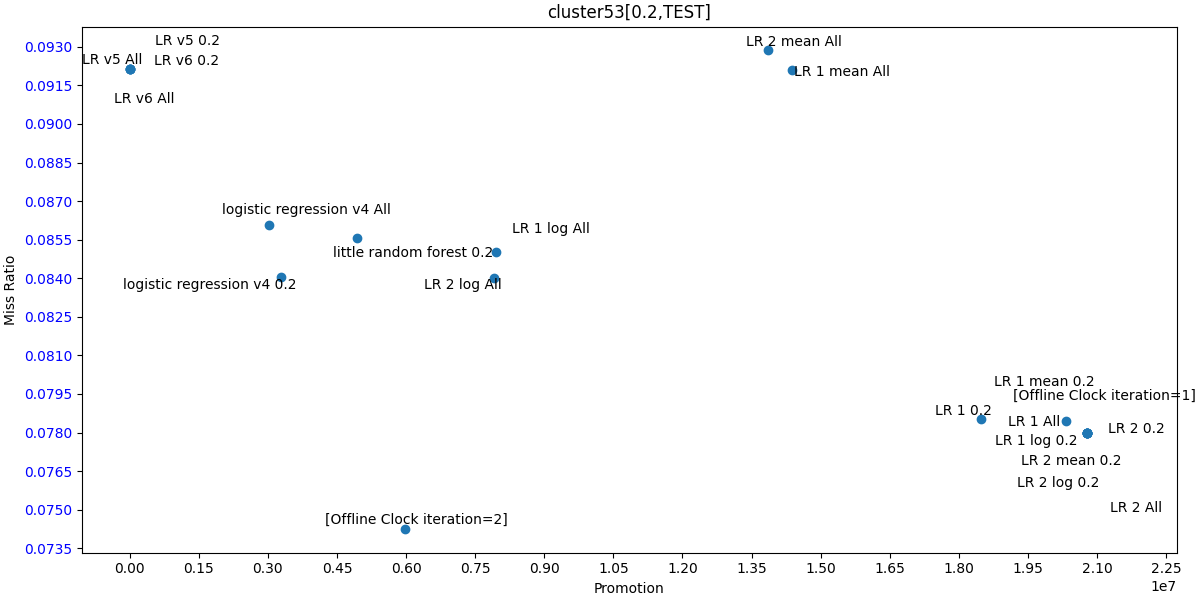 cluster53[0.2,TEST]
Miss Ratio
0.0930
0.0915
0.0900
0.0885
0.0870
0.0855
0.0840
0.0825
0.0810
0.0795
0.0780
0.0765
0.0750
0.0735
LR v5 0.2
LR v5 All
LR v6 0.2
LR v6 All
LR 2 mean All
LR 1 mean All
logistic regression v4 All
LR 1 log All
little random forest 0.2
logistic regression v4 0.2
LR 2 log All
LR 1 mean 0.2
[Offline Clock iteration=1]
LR 1 0.2
LR 1 All
LR 2 0.2
LR 1 log 0.2
LR 2 mean 0.2
LR 2 log 0.2
LR 2 All
[Offline Clock iteration=2]
0.00 0.15 0.30 0.45 0.60 0.75 0.90 1.05 1.20 1.35 1.50 1.65 1.80 1.95 2.10 2.25
1e7
Promotion